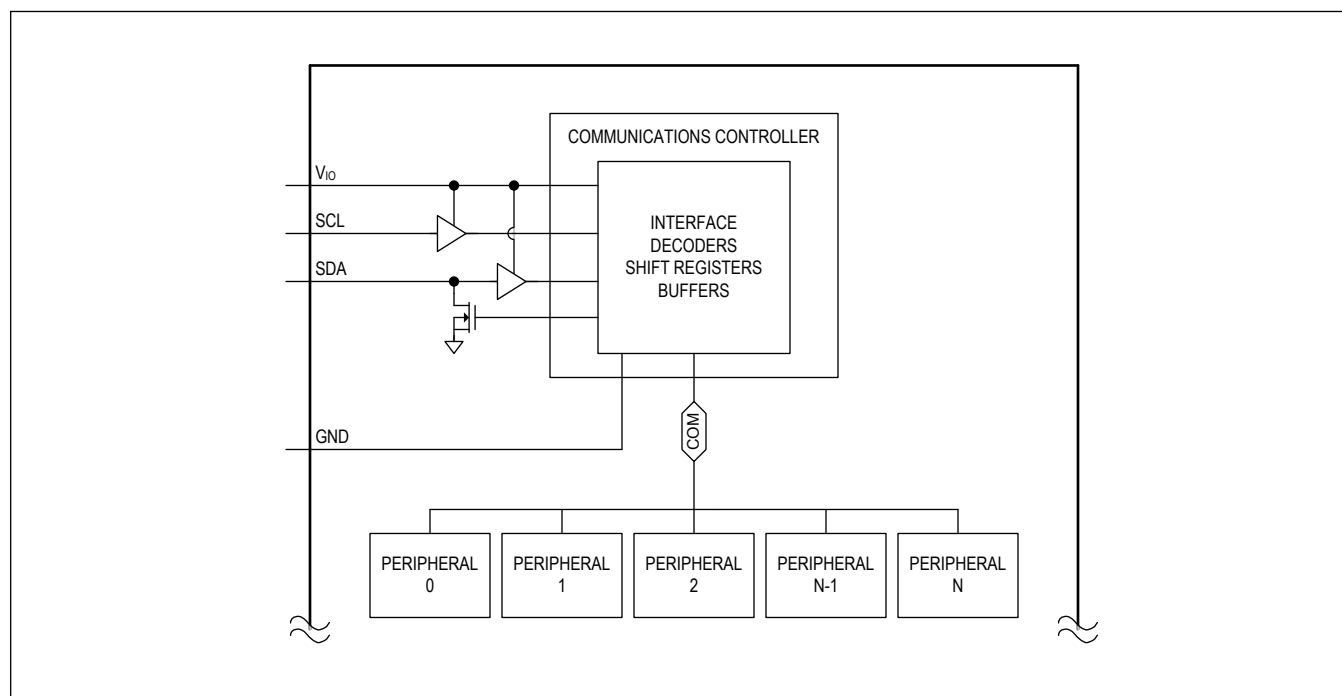 COMMUNICATIONS CONTROLLER
VIO
SCL
SDA
INTERFACE
DECODERS
SHIFT REGISTERS
BUFFERS
GND
COM
PERIPHERAL
0
PERIPHERAL
1
PERIPHERAL
2
PERIPHERAL
N-1
PERIPHERAL
N